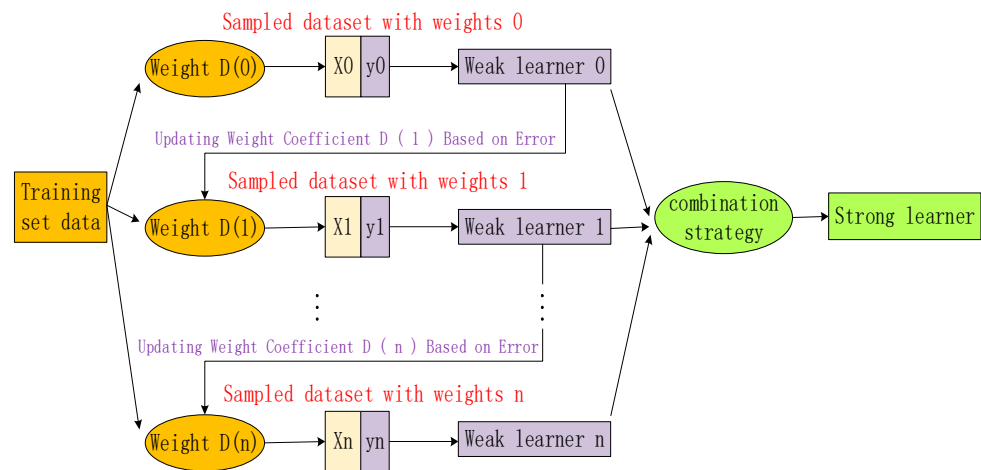 Sampled dataset with weights 0
Weight D(0)
X0
y0
Weak learner 0
Updating Weight Coefficient D ( 1 ) Based on Error
Sampled dataset with weights 1
Training
set data
Weight D(1)
X1
y1
Weak learner 1
combination
strategy
Strong learner
Updating Weight Coefficient D ( n ) Based on Error
Sampled dataset with weights n
Weight D(n)
Xn
yn
Weak learner n